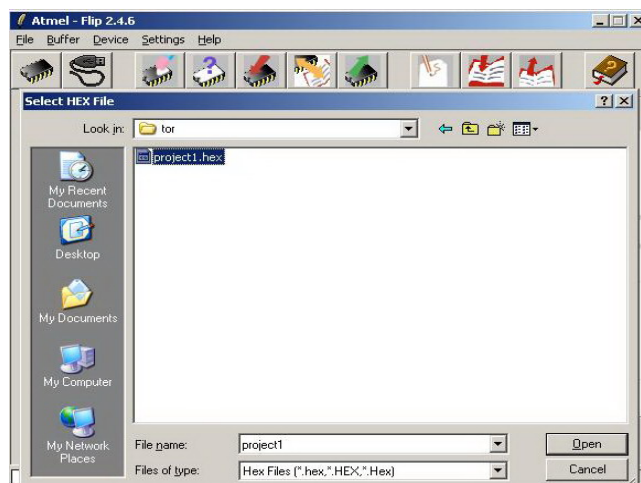 Atmel - Flip 2.4.6
File Buffer Device Settings Help
Select HEX File
Look in: tor
project1.hex
My Recent
Documents
Desktop
My Documents
My Computer
My Network
Places
File name: project1 Open
Files of type: Hex Files (*.hex,*.HEX,*.Hex) Cancel